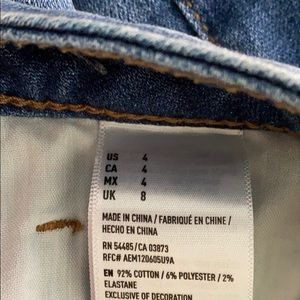 US 4
CA 4
MX 4
UK 8
MADE IN CHINA / FABRIQUÉ EN CHINE /
HECHO EN CHINA
RN 54485/CA 03873
RFC# AEM120605U9A
EN 92% COTTON / 6% POLYESTER / 2%
ELASTANE
EXCLUSIVE OF DECORATION